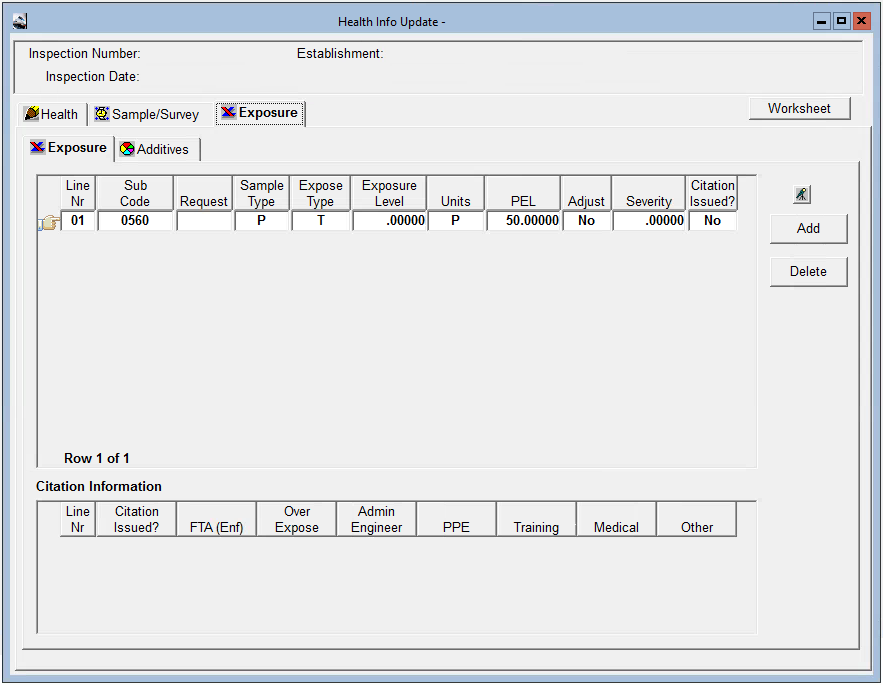 Health Info Update -
Inspection Number: Establishment:
Inspection Date:
Health Sample/Survey Exposure Worksheet
Exposure Additives
Line Nr Sub Code Request Sample Type Expose Type Exposure Level Units PEL Adjust Severity Citation Issued?
01 0560 P T .00000 P 50.00000 No .00000 No
Add
Delete
Row 1 of 1
Citation Information
Line Nr Citation Issued? FTA (Enf) Over Expose Admin Engineer PPE Training Medical Other